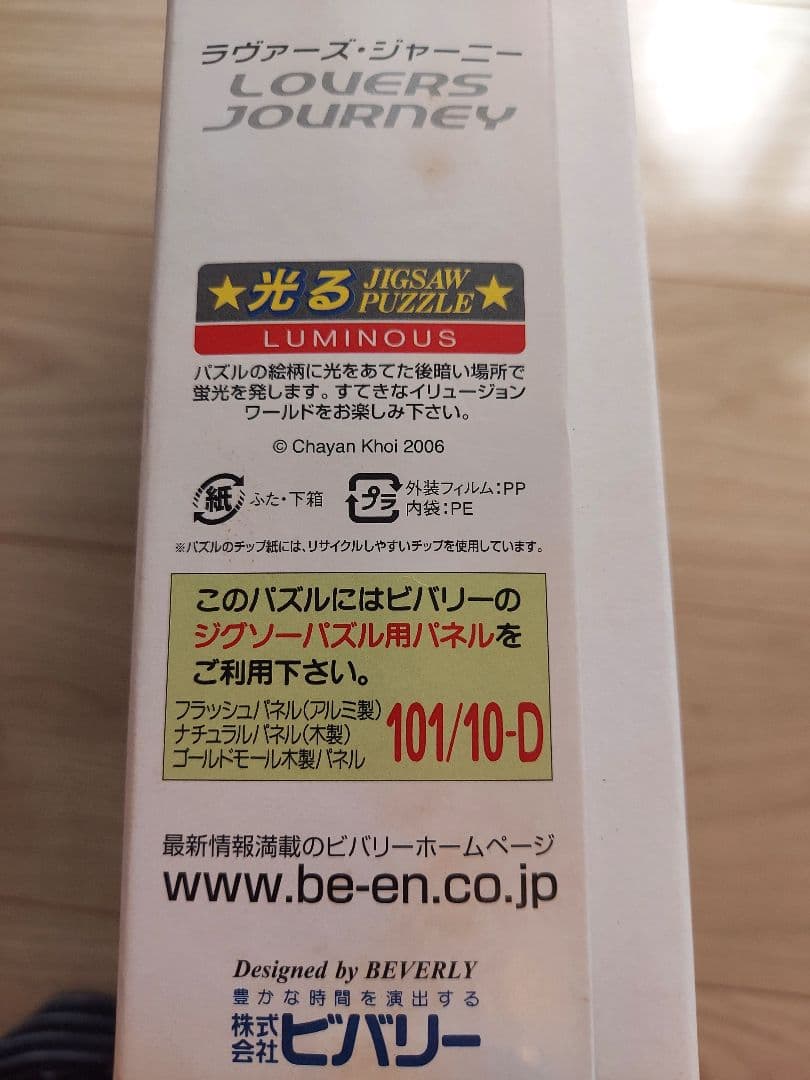 ラヴァーズ・ジャーニー
LOVERS
JOURNEY
★光る JIGSAW PUZZLE★
LUMINOUS
パズルの絵柄に光をあてた後暗い場所で
蛍光を発します。すてきなイリュージョン
ワールドをお楽しみ下さい。
© Chayan Khoi 2006
紙 ふた・下箱
プラ 外装フィルム:PP
内袋:PE
※パズルのチップ紙には、リサイクルしやすいチップを使用しています。
このパズルにはビバリーの
ジグソーパズル用パネルを
ご利用下さい。
フラッシュパネル(アルミ製)
ナチュラルパネル(木製)
ゴールドモール木製パネル
101/10-D
最新情報満載のビバリーホームページ
www.be-en.co.jp
Designed by BEVERLY
豊かな時間を演出する
株式会社ビバリー